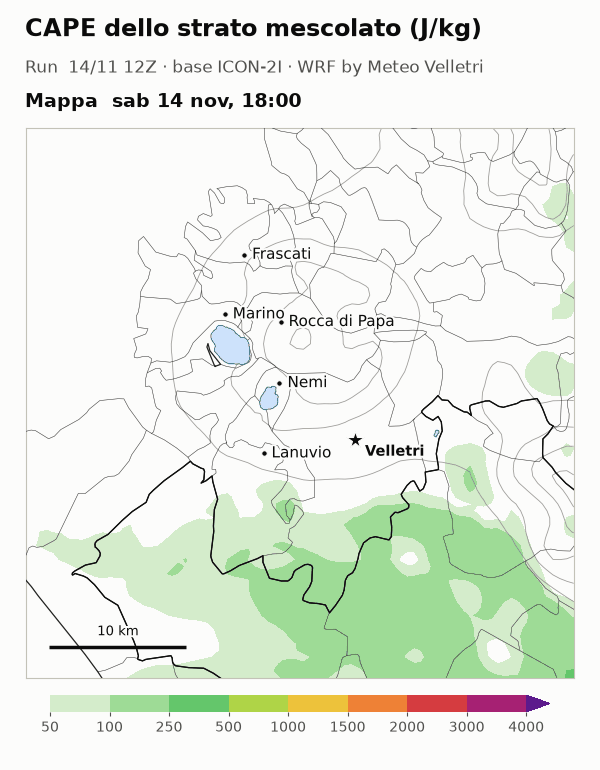 CAPE dello strato mescolato (J/kg)
Run  14/11 12Z · base ICON-2I · WRF by Meteo Velletri
Mappa  sab 14 nov, 18:00
Frascati
Marino
Rocca di Papa
Nemi
Velletri
Lanuvio
10 km
50 100 250 500 1000 1500 2000 3000 4000